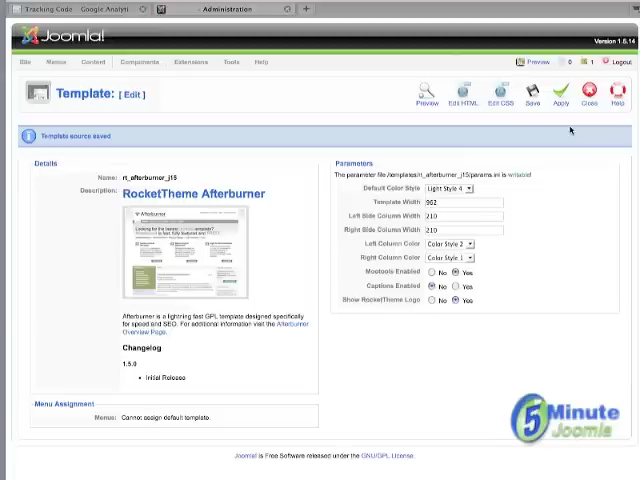 Tracking Code Google Analyti
Administration
Joomla!
Version 1.5.14
Site Menus Content Components Extensions Tools Help
Preview 0 1 Logout
Template: [ Edit ]
Preview Edit HTML Edit CSS Save Apply Close Help
Template source saved
Details
Name: rt_afterburner_j15
Description: RocketTheme Afterburner
Afterburner
Afterburner is a lightning fast GPL template designed specifically
for speed and SEO. For additional information visit the Afterburner
Overview Page.
Changelog
1.5.0
• Initial Release
Menu Assignment
Menus: Cannot assign default template.
Parameters
The parameter file /templates/rt_afterburner_j15/params.ini is writable!
Default Color Style Light Style 4
Template Width 962
Left Side Column Width 210
Right Side Column Width 210
Left Column Color Color Style 2
Right Column Color Color Style
Mootools Enabled No Yes
Captions Enabled No Yes
Show RocketTheme Logo No Yes
5 Minute
Joomla
Joomla! is Free Software released under the GNU/GPL License.